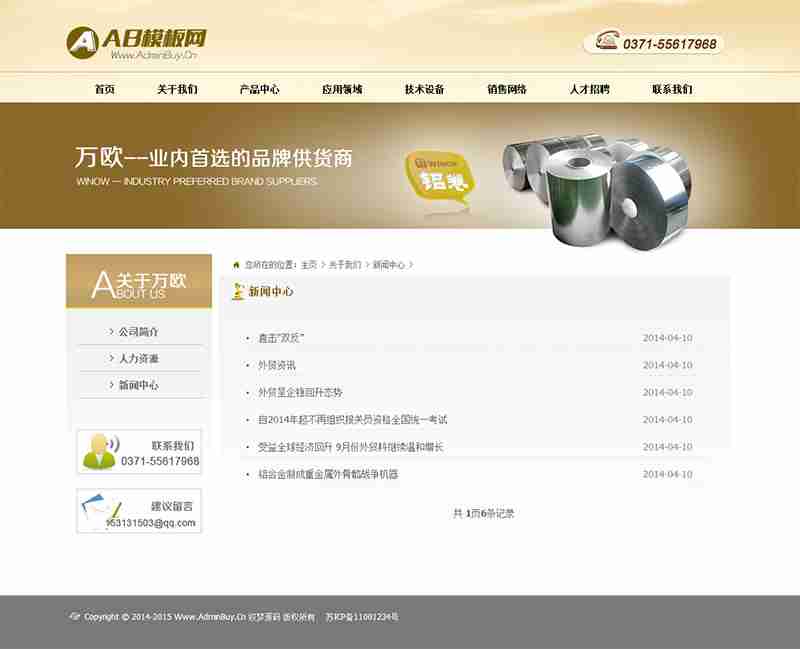 AB模板网
Www.AdmnBuy.Cn
0371-55617968
首页 关于我们 产品中心 应用领域 技术设备 销售网络 人才招聘 联系我们
万欧--业内首选的品牌供货商
WINOW — INDUSTRY PREFERRED BRAND SUPPLIERS.
WINOW
铝卷
关于万欧
ABOUT US
> 公司简介
> 人力资源
> 新闻中心
联系我们
0371-55617968
建议留言
163131503@qq.com
您所在的位置：主页 > 关于我们 > 新闻中心 >
新闻中心
· 直击"双反" 2014-04-10
· 外贸资讯 2014-04-10
· 外贸呈企稳回升态势 2014-04-10
· 自2014年起不再组织报关员资格全国统一考试 2014-04-10
· 受益全球经济回升 9月份外贸料继续温和增长 2014-04-10
· 铝合金制成重金属外骨骼战争机器 2014-04-10
共 1页6条记录
Copyright © 2014-2015 Www.AdmnBuy.Cn 织梦源码 版权所有 苏ICP备11001234号